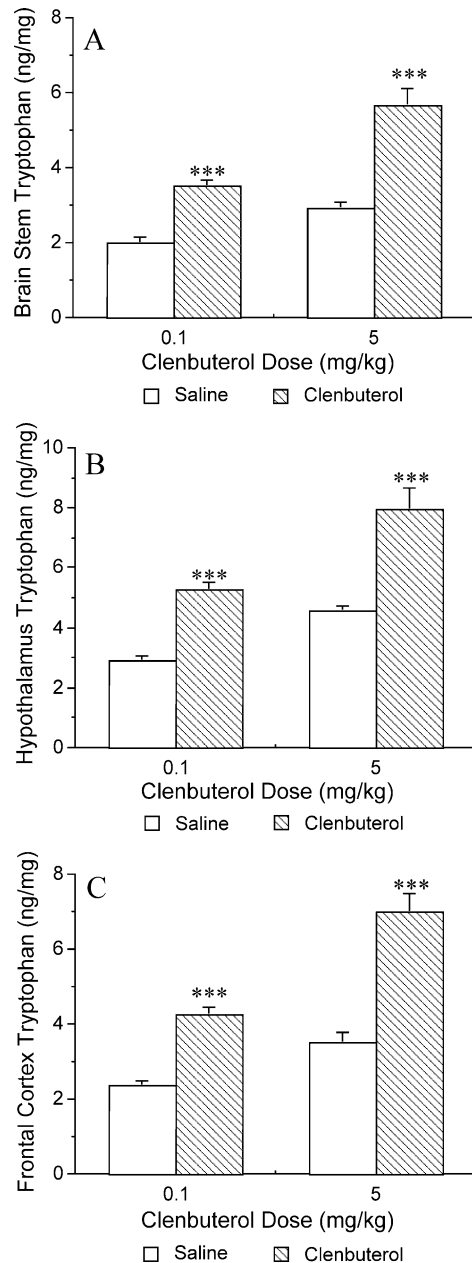 A
Brain Stem Tryptophan (ng/mg)
8
6
4
2
0
***
***
0.1
5
Clenbuterol Dose (mg/kg)
Saline
Clenbuterol
B
Hypothalamus Tryptophan (ng/mg)
10
8
6
4
2
0
***
***
0.1
5
Clenbuterol Dose (mg/kg)
Saline
Clenbuterol
C
Frontal Cortex Tryptophan (ng/mg)
8
6
4
2
0
***
***
0.1
5
Clenbuterol Dose (mg/kg)
Saline
Clenbuterol